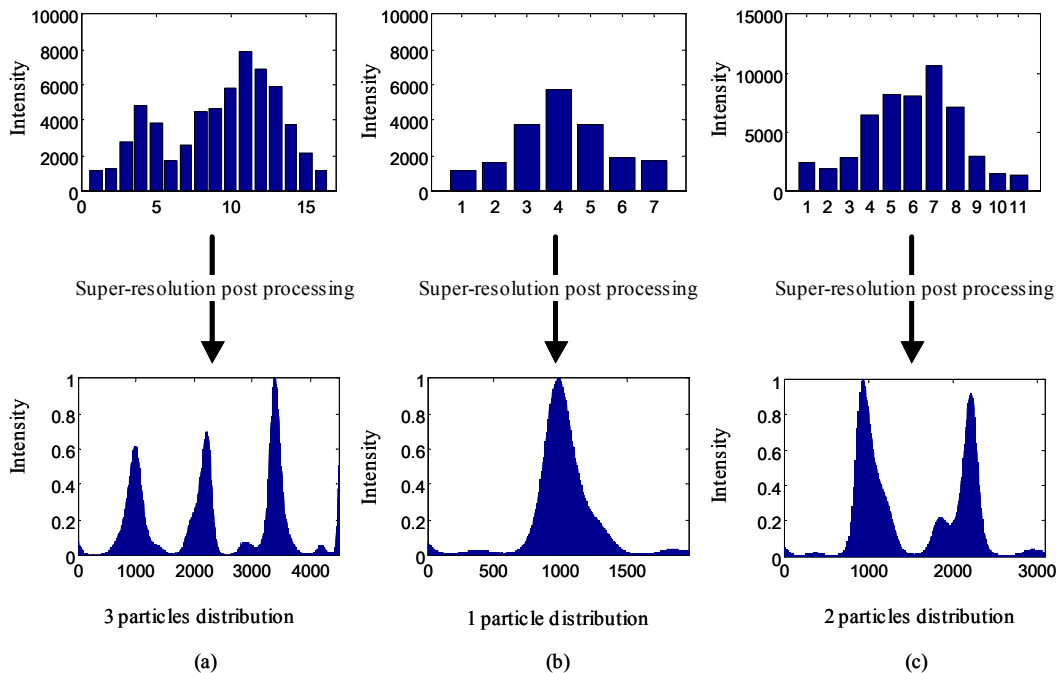 10000
8000
6000
4000
2000
0
Intensity
0 5 10 15
10000
8000
6000
4000
2000
0
Intensity
1 2 3 4 5 6 7
15000
10000
5000
0
Intensity
1 2 3 4 5 6 7 8 9 10 11
Super-resolution post processing
Super-resolution post processing
Super-resolution post processing
1
0.8
0.6
0.4
0.2
0
Intensity
0 1000 2000 3000 4000
1
0.8
0.6
0.4
0.2
0
Intensity
0 500 1000 1500
1
0.8
0.6
0.4
0.2
0
Intensity
0 1000 2000 3000
3 particles distribution
1 particle distribution
2 particles distribution
(a)
(b)
(c)